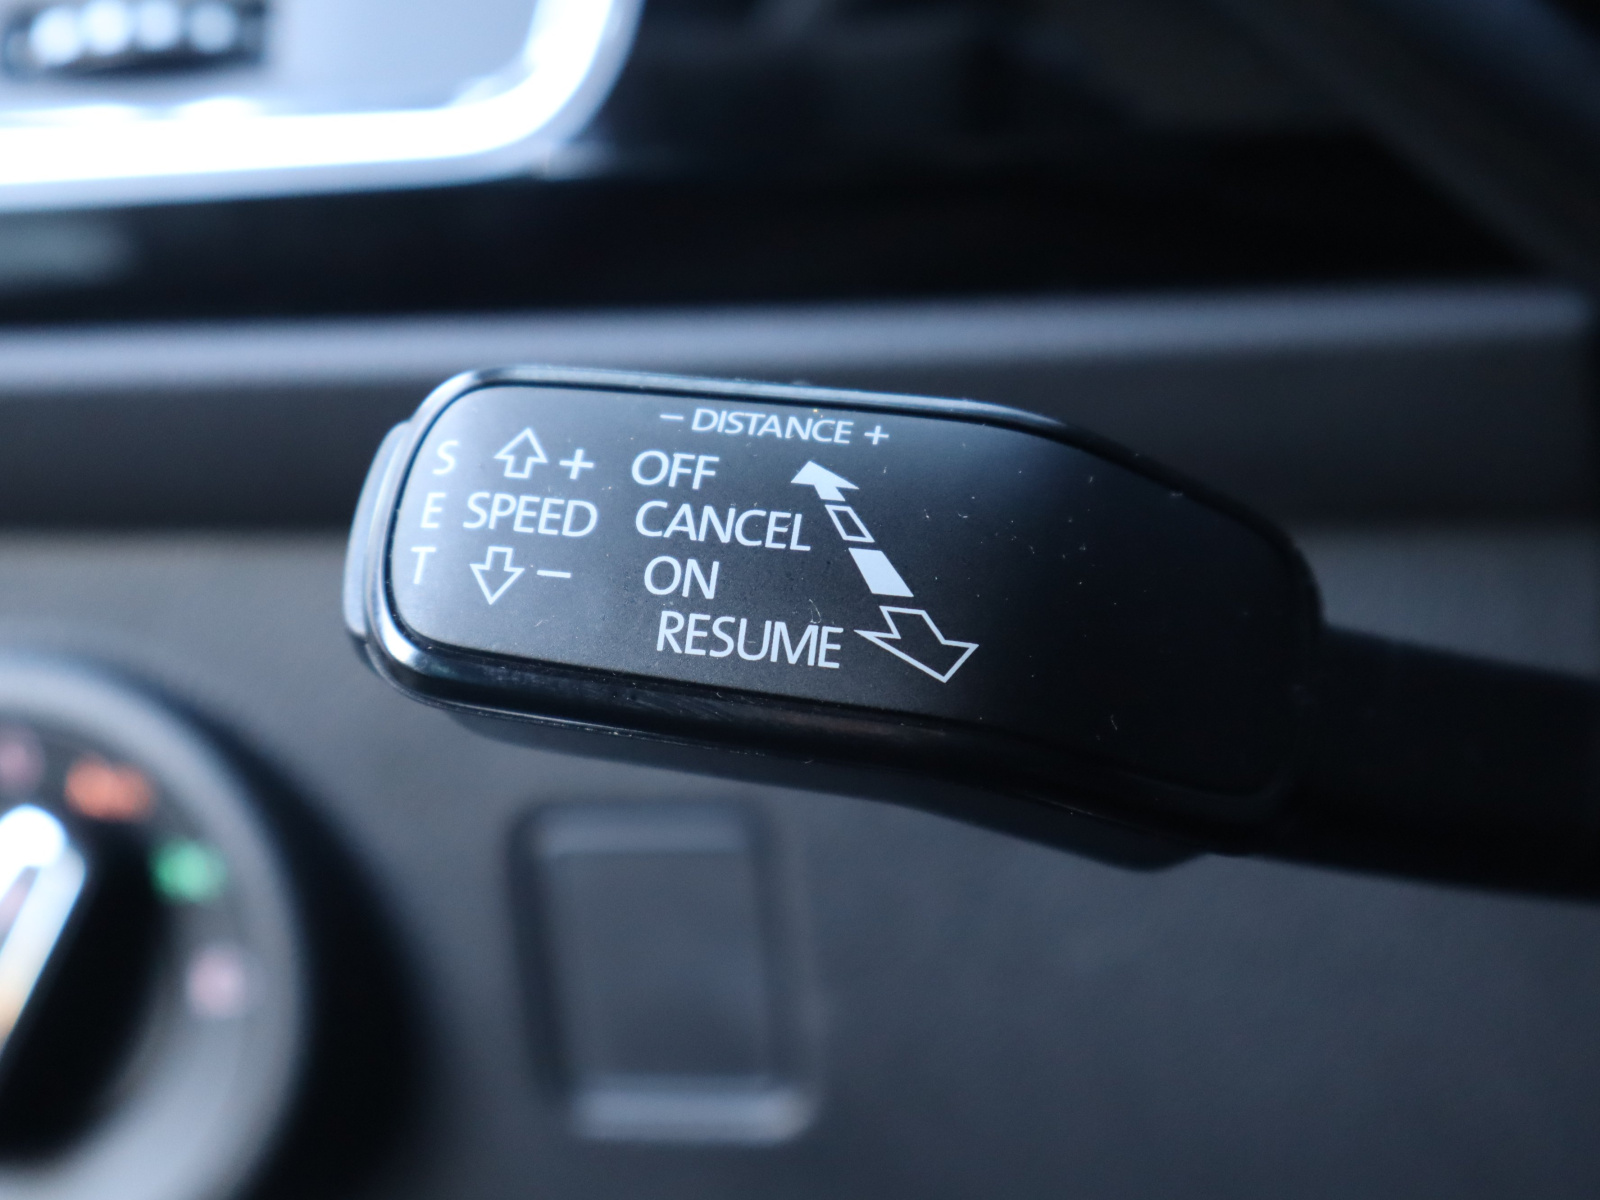 − DISTANCE +
S + OFF
E SPEED CANCEL
T − ON
RESUME